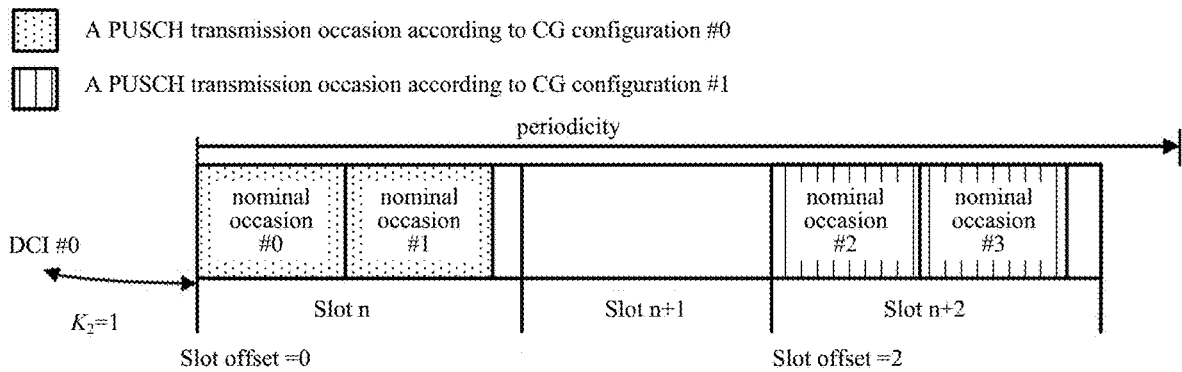 A PUSCH transmission occasion according to CG configuration #0
A PUSCH transmission occasion according to CG configuration #1
periodicity
nominal occasion #0
nominal occasion #1
nominal occasion #2
nominal occasion #3
DCI #0
K₂=1
Slot n
Slot n+1
Slot n+2
Slot offset =0
Slot offset =2